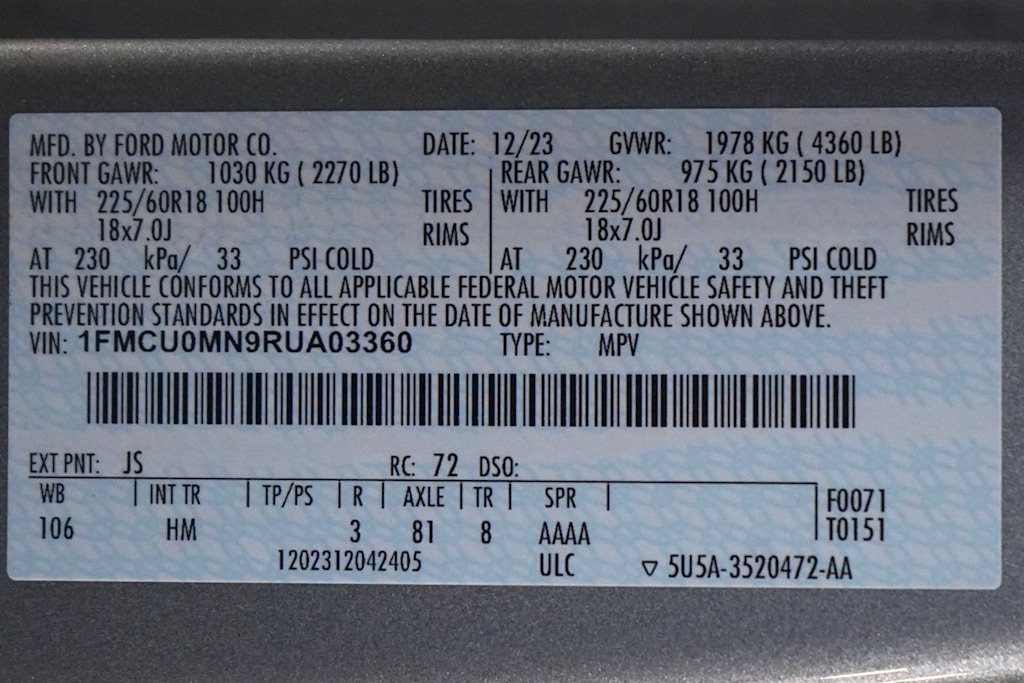 MFD. BY FORD MOTOR CO. DATE: 12/23 GVWR: 1978 KG ( 4360 LB)
FRONT GAWR: 1030 KG ( 2270 LB) REAR GAWR: 975 KG ( 2150 LB)
WITH 225/60R18 100H TIRES WITH 225/60R18 100H TIRES
18x7.0J RIMS 18x7.0J RIMS
AT 230 kPa/ 33 PSI COLD AT 230 kPa/ 33 PSI COLD
THIS VEHICLE CONFORMS TO ALL APPLICABLE FEDERAL MOTOR VEHICLE SAFETY AND THEFT
PREVENTION STANDARDS IN EFFECT ON THE DATE OF MANUFACTURE SHOWN ABOVE.
VIN: 1FMCU0MN9RUA03360 TYPE: MPV
EXT PNT: JS RC: 72 DSO:
WB INT TR TP/PS R AXLE TR SPR F0071
106 HM 3 81 8 AAAA T0151
1202312042405 ULC ▽ 5U5A-3520472-AA